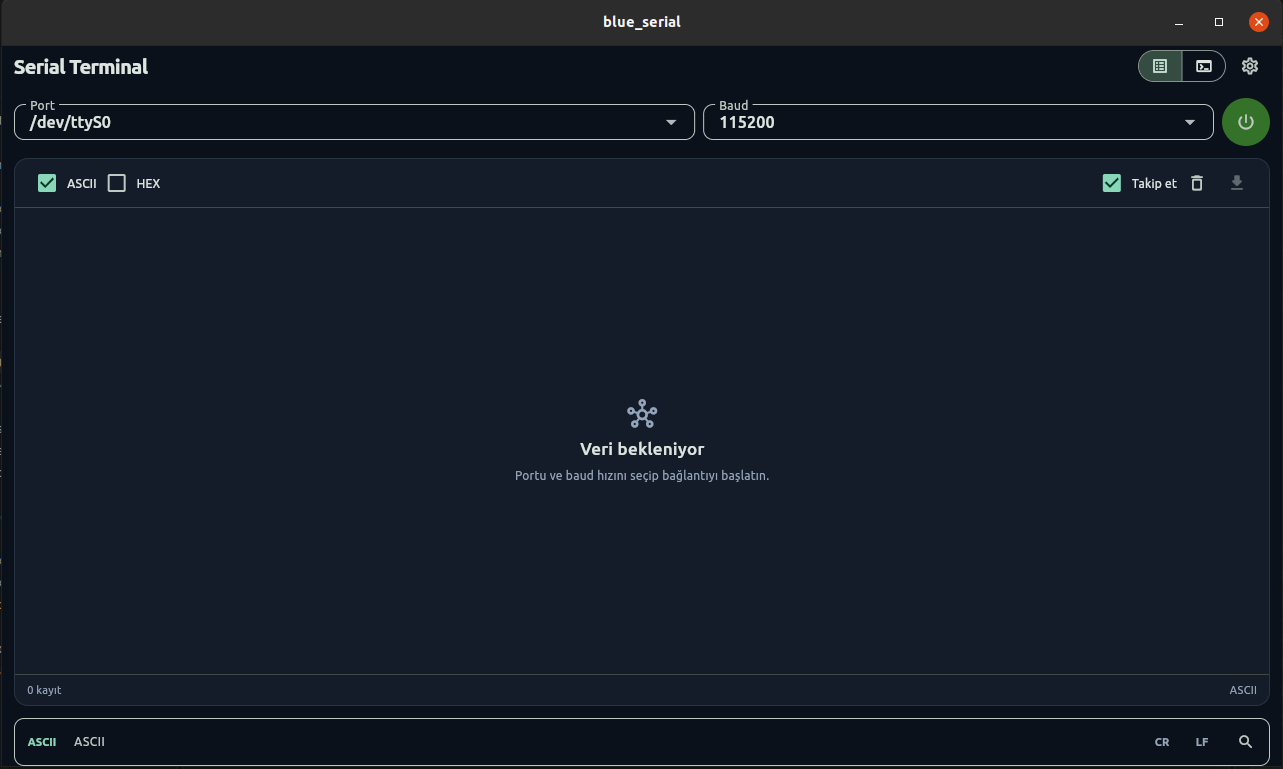 blue_serial
Serial Terminal
Port
/dev/ttyS0
Baud
115200
ASCII
HEX
Takip et
Veri bekleniyor
Portu ve baud hızını seçip bağlantıyı başlatın.
0 kayıt
ASCII
ASCII
ASCII
CR
LF